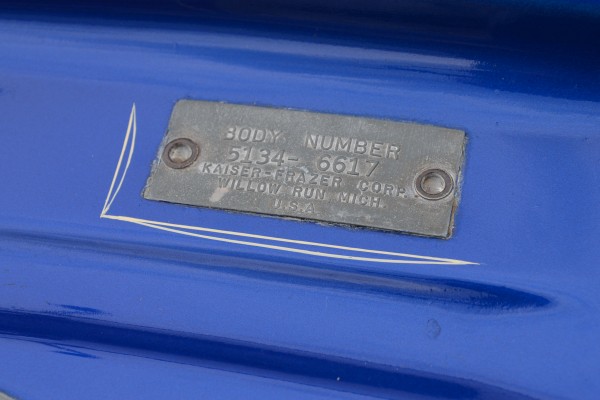 BODY NUMBER
5134- 6617
KAISER-FRAZER CORP.
WILLOW RUN MICH.
U.S.A